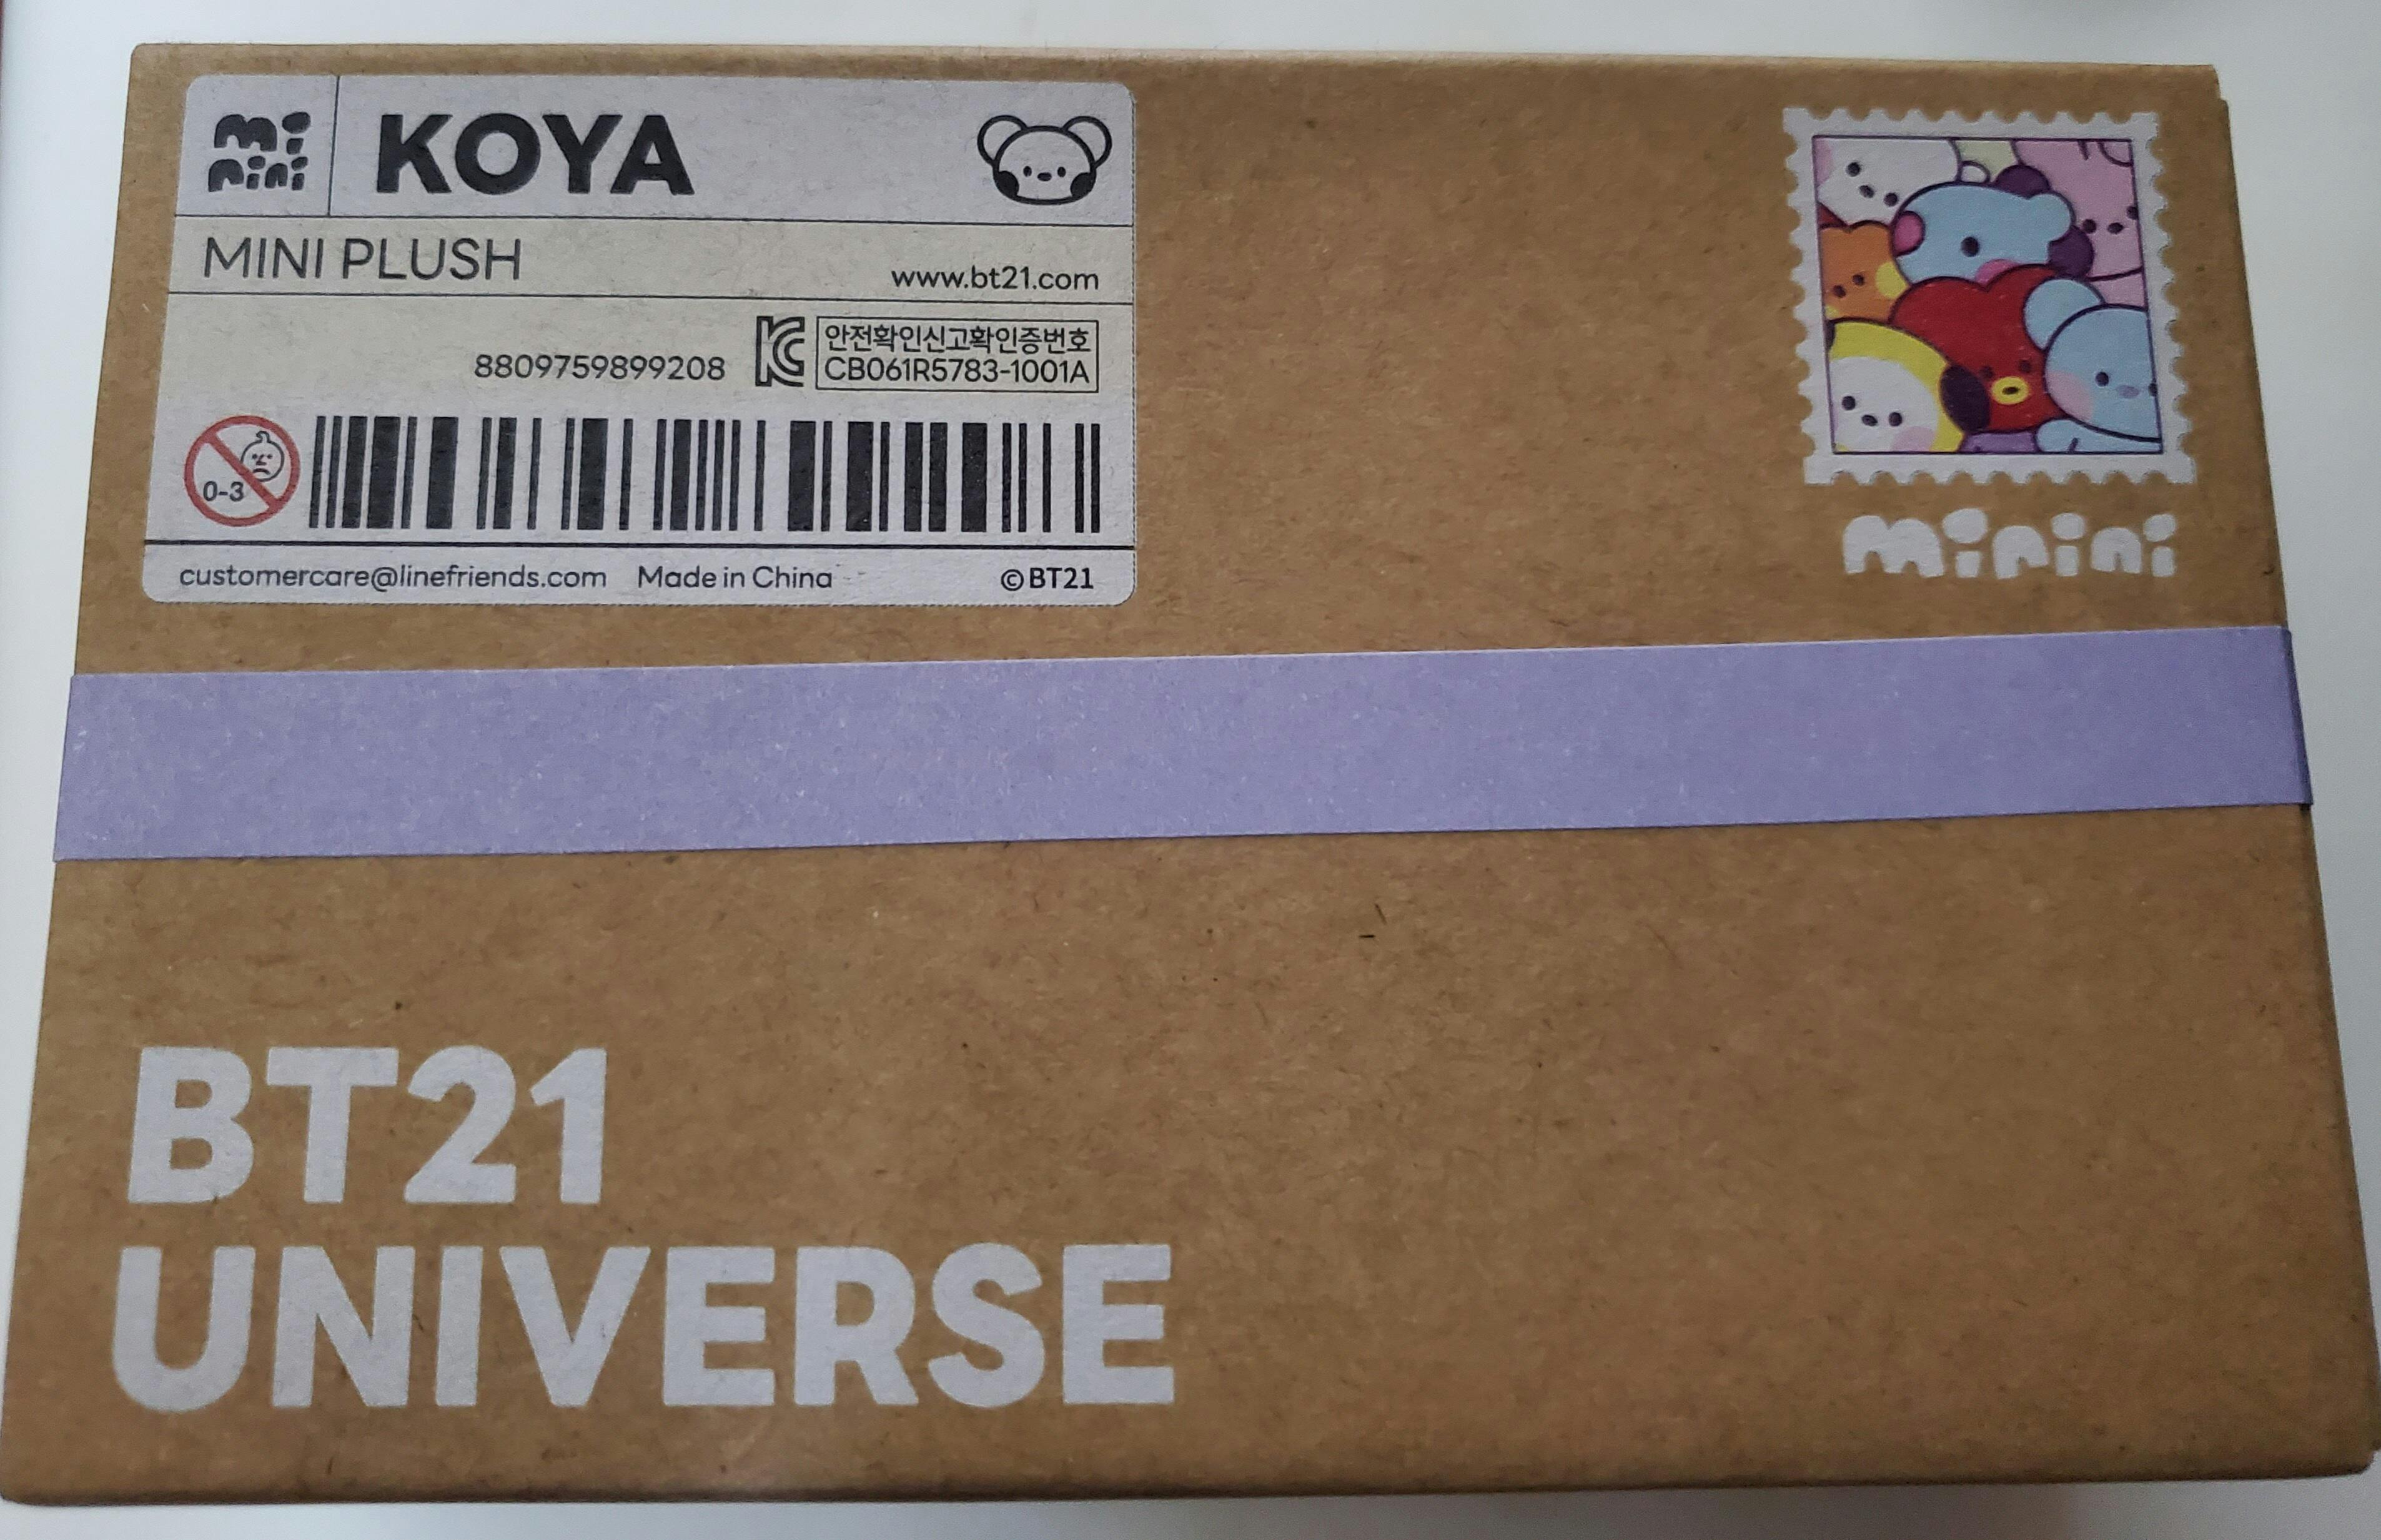 mi
nini
KOYA
MINI PLUSH
www.bt21.com
8809759899208
안전확인신고확인증번호
CB061R5783-1001A
0-3
customercare@linefriends.com Made in China ©BT21
minini
BT21
UNIVERSE